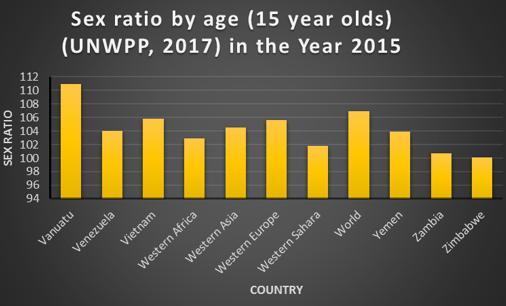 Sex ratio by age (15 year olds)
(UNWPP, 2017) in the Year 2015
SEX RATIO
112
110
108
106
104
102
100
98
96
94
Vanuatu
Venezuela
Vietnam
Western Africa
Western Asia
Western Europe
Western Sahara
World
Yemen
Zambia
Zimbabwe
COUNTRY